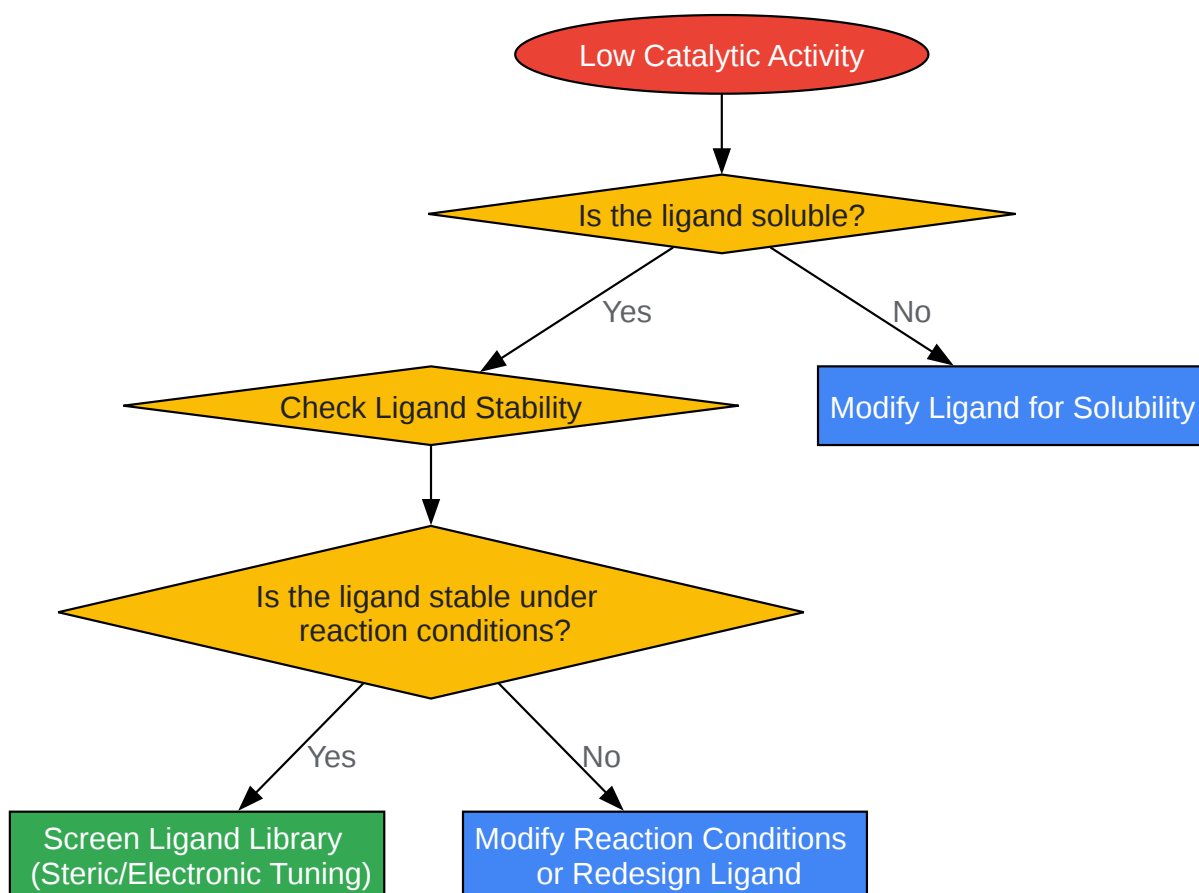 Low Catalytic Activity
Is the ligand soluble?
Yes
No
Check Ligand Stability
Modify Ligand for Solubility
Is the ligand stable under
reaction conditions?
Yes
No
Screen Ligand Library
(Steric/Electronic Tuning)
Modify Reaction Conditions
or Redesign Ligand